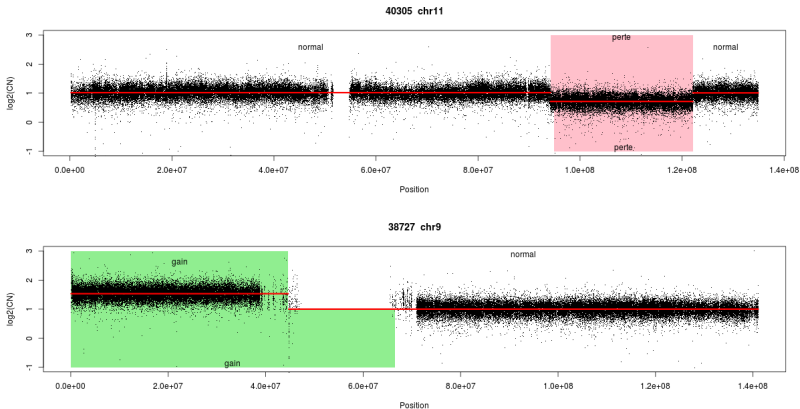 40305 chr11
3
2
1
0
-1
log2(CN)
normal
perte
normal
perte
0.0e+00 2.0e+07 4.0e+07 6.0e+07 8.0e+07 1.0e+08 1.2e+08 1.4e+08
Position
38727 chr9
3
2
1
0
-1
log2(CN)
gain
normal
gain
0.0e+00 2.0e+07 4.0e+07 6.0e+07 8.0e+07 1.0e+08 1.2e+08 1.4e+08
Position